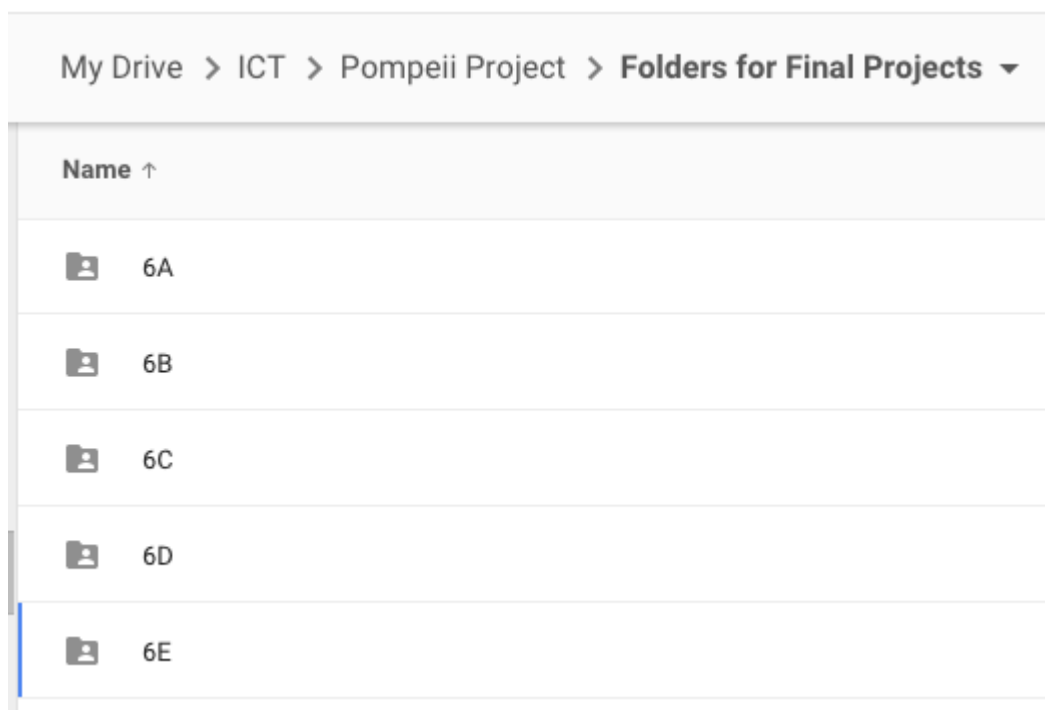 My Drive > ICT > Pompeii Project > Folders for Final Projects
Name ↑
6A
6B
6C
6D
6E